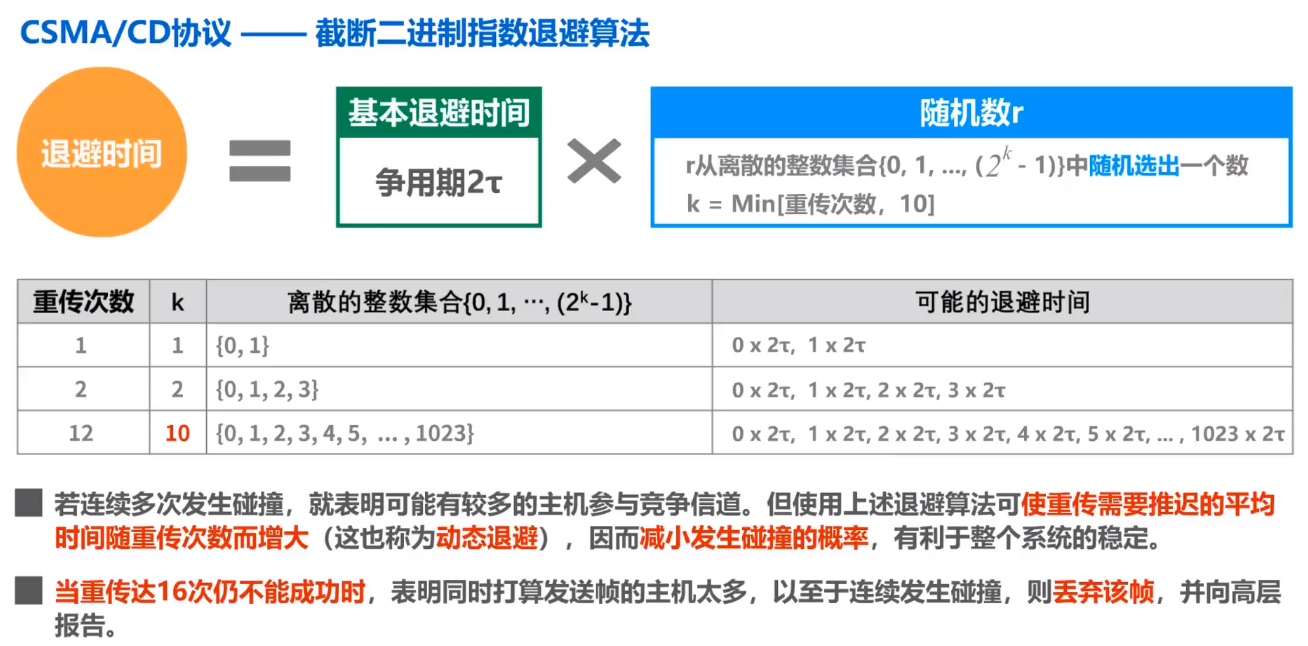 CSMA/CD协议 —— 截断二进制指数退避算法
退避时间
=
基本退避时间
争用期2τ
×
随机数r
r从离散的整数集合{0, 1, ..., (2^k - 1)}中随机选出一个数
k = Min[重传次数，10]
重传次数 k 离散的整数集合{0, 1, ⋯, (2^k-1)} 可能的退避时间
1 1 {0, 1} 0 x 2τ, 1 x 2τ
2 2 {0, 1, 2, 3} 0 x 2τ, 1 x 2τ, 2 x 2τ, 3 x 2τ
12 10 {0, 1, 2, 3, 4, 5, ... , 1023} 0 x 2τ, 1 x 2τ, 2 x 2τ, 3 x 2τ, 4 x 2τ, 5 x 2τ, ... , 1023 x 2τ
若连续多次发生碰撞，就表明可能有较多的主机参与竞争信道。但使用上述退避算法可使重传需要推迟的平均
时间随重传次数而增大（这也称为动态退避），因而减小发生碰撞的概率，有利于整个系统的稳定。
当重传达16次仍不能成功时，表明同时打算发送帧的主机太多，以至于连续发生碰撞，则丢弃该帧，并向高层
报告。